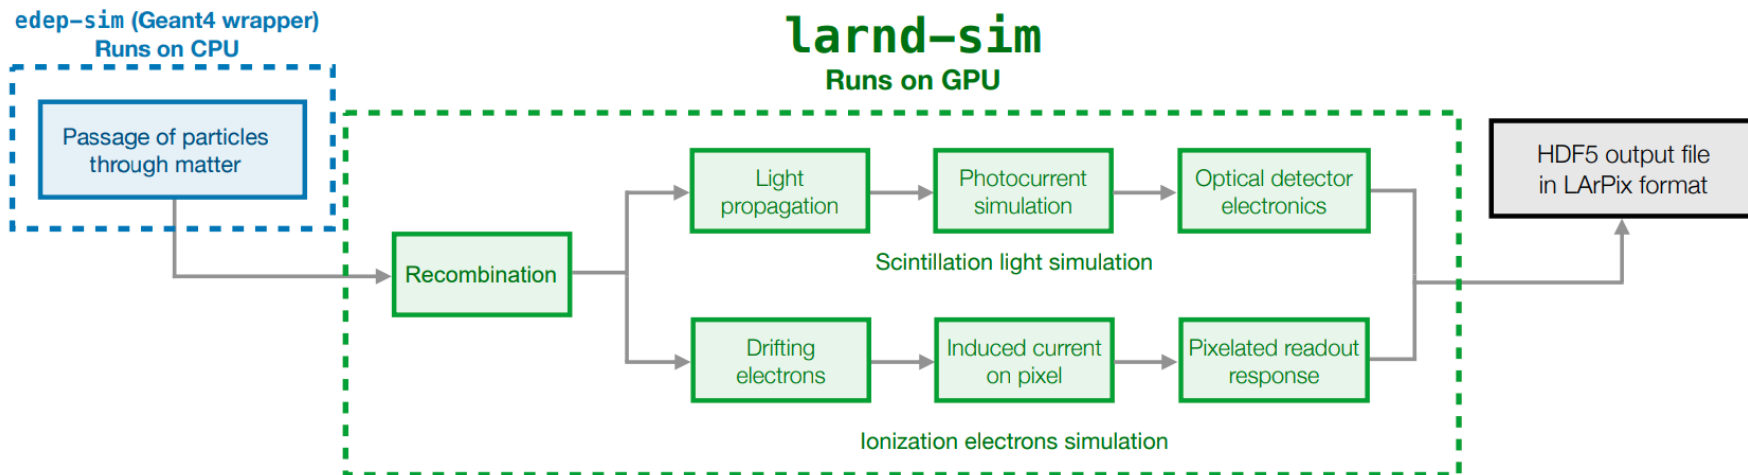 edep-sim (Geant4 wrapper)
Runs on CPU
larnd-sim
Runs on GPU
Passage of particles
through matter
Recombination
Light
propagation
Photocurrent
simulation
Optical detector
electronics
Scintillation light simulation
Drifting
electrons
Induced current
on pixel
Pixelated readout
response
Ionization electrons simulation
HDF5 output file
in LArPix format